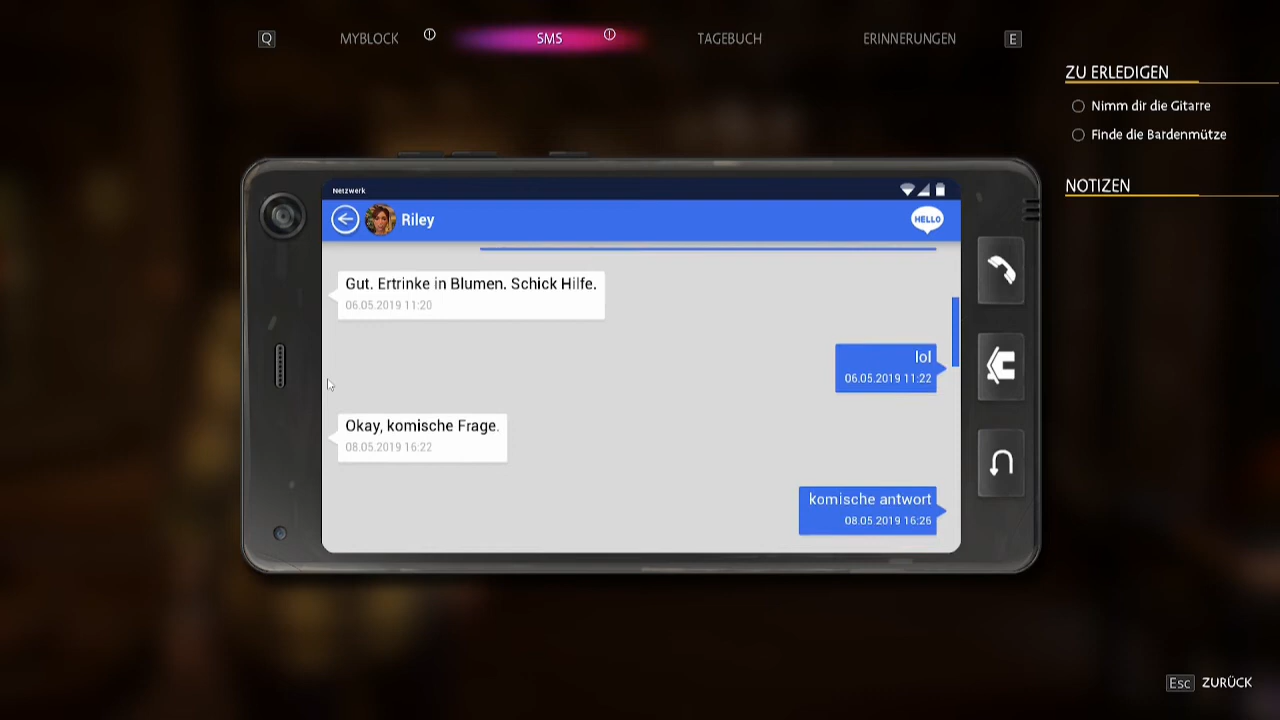 Q
MYBLOCK
SMS
TAGEBUCH
ERINNERUNGEN
E
ZU ERLEDIGEN
Nimm dir die Gitarre
Finde die Bardenmütze
NOTIZEN
Netzwerk
Riley
HELLO
Gut. Ertrinke in Blumen. Schick Hilfe.
06.05.2019 11:20
lol
06.05.2019 11:22
Okay, komische Frage.
08.05.2019 16:22
komische antwort
08.05.2019 16:26
Esc ZURÜCK